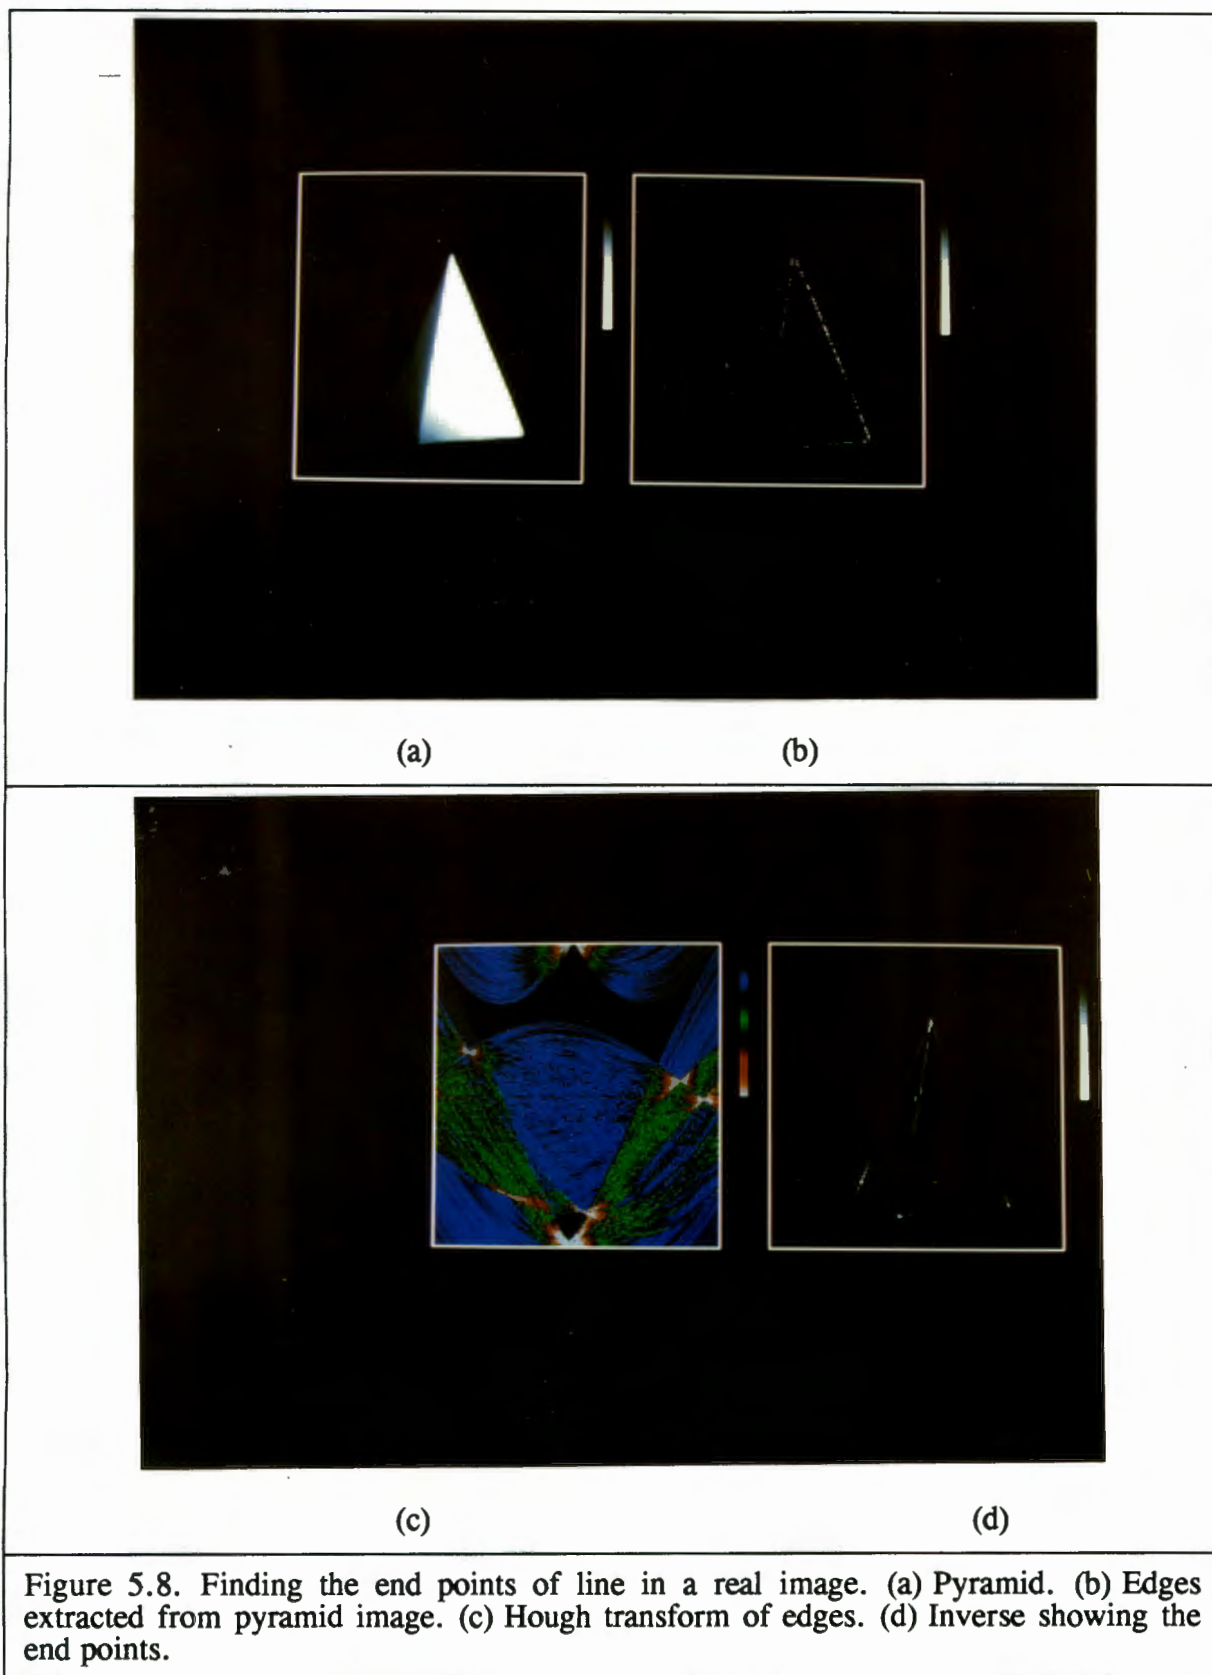 (a) (b)
(c) (d)
Figure 5.8. Finding the end points of line in a real image. (a) Pyramid. (b) Edges
extracted from pyramid image. (c) Hough transform of edges. (d) Inverse showing the
end points.